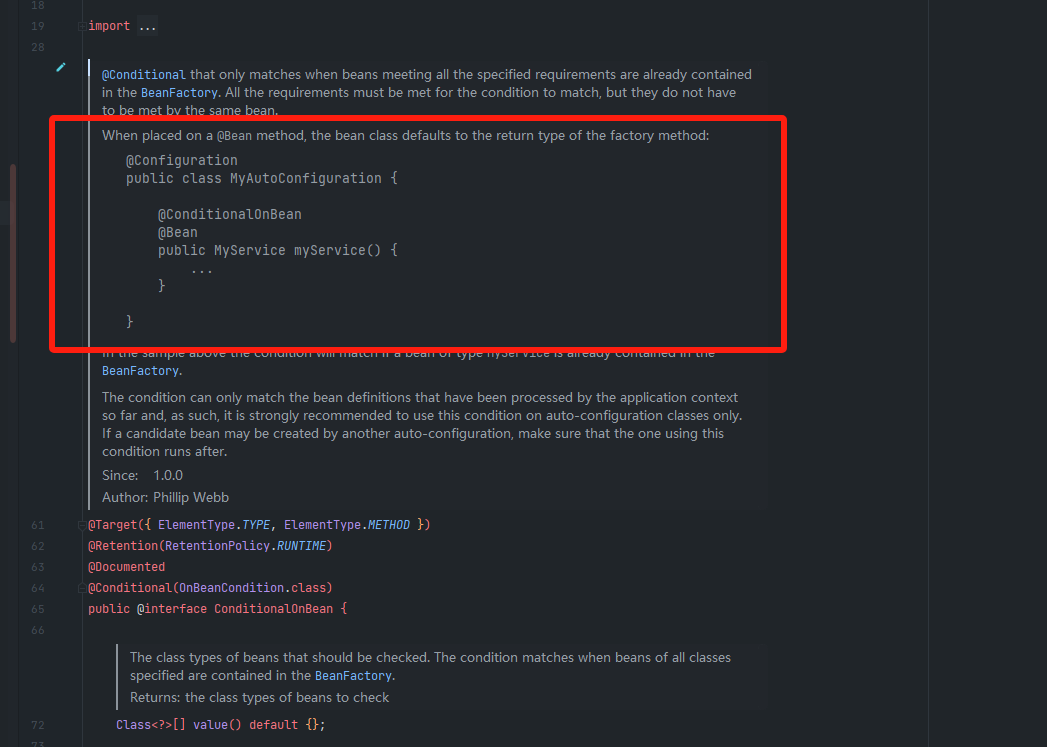 18
19 import ...
28
@Conditional that only matches when beans meeting all the specified requirements are already contained
in the BeanFactory. All the requirements must be met for the condition to match, but they do not have
to be met by the same bean.
When placed on a @Bean method, the bean class defaults to the return type of the factory method:
@Configuration
public class MyAutoConfiguration {
@ConditionalOnBean
@Bean
public MyService myService() {
...
}
}
In the sample above the condition will match if a bean of type MyService is already contained in the
BeanFactory.
The condition can only match the bean definitions that have been processed by the application context
so far and, as such, it is strongly recommended to use this condition on auto-configuration classes only.
If a candidate bean may be created by another auto-configuration, make sure that the one using this
condition runs after.
Since: 1.0.0
Author: Phillip Webb
61 @Target({ ElementType.TYPE, ElementType.METHOD })
62 @Retention(RetentionPolicy.RUNTIME)
63 @Documented
64 @Conditional(OnBeanCondition.class)
65 public @interface ConditionalOnBean {
66
The class types of beans that should be checked. The condition matches when beans of all classes
specified are contained in the BeanFactory.
Returns: the class types of beans to check
72 Class<?>[] value() default {};
73